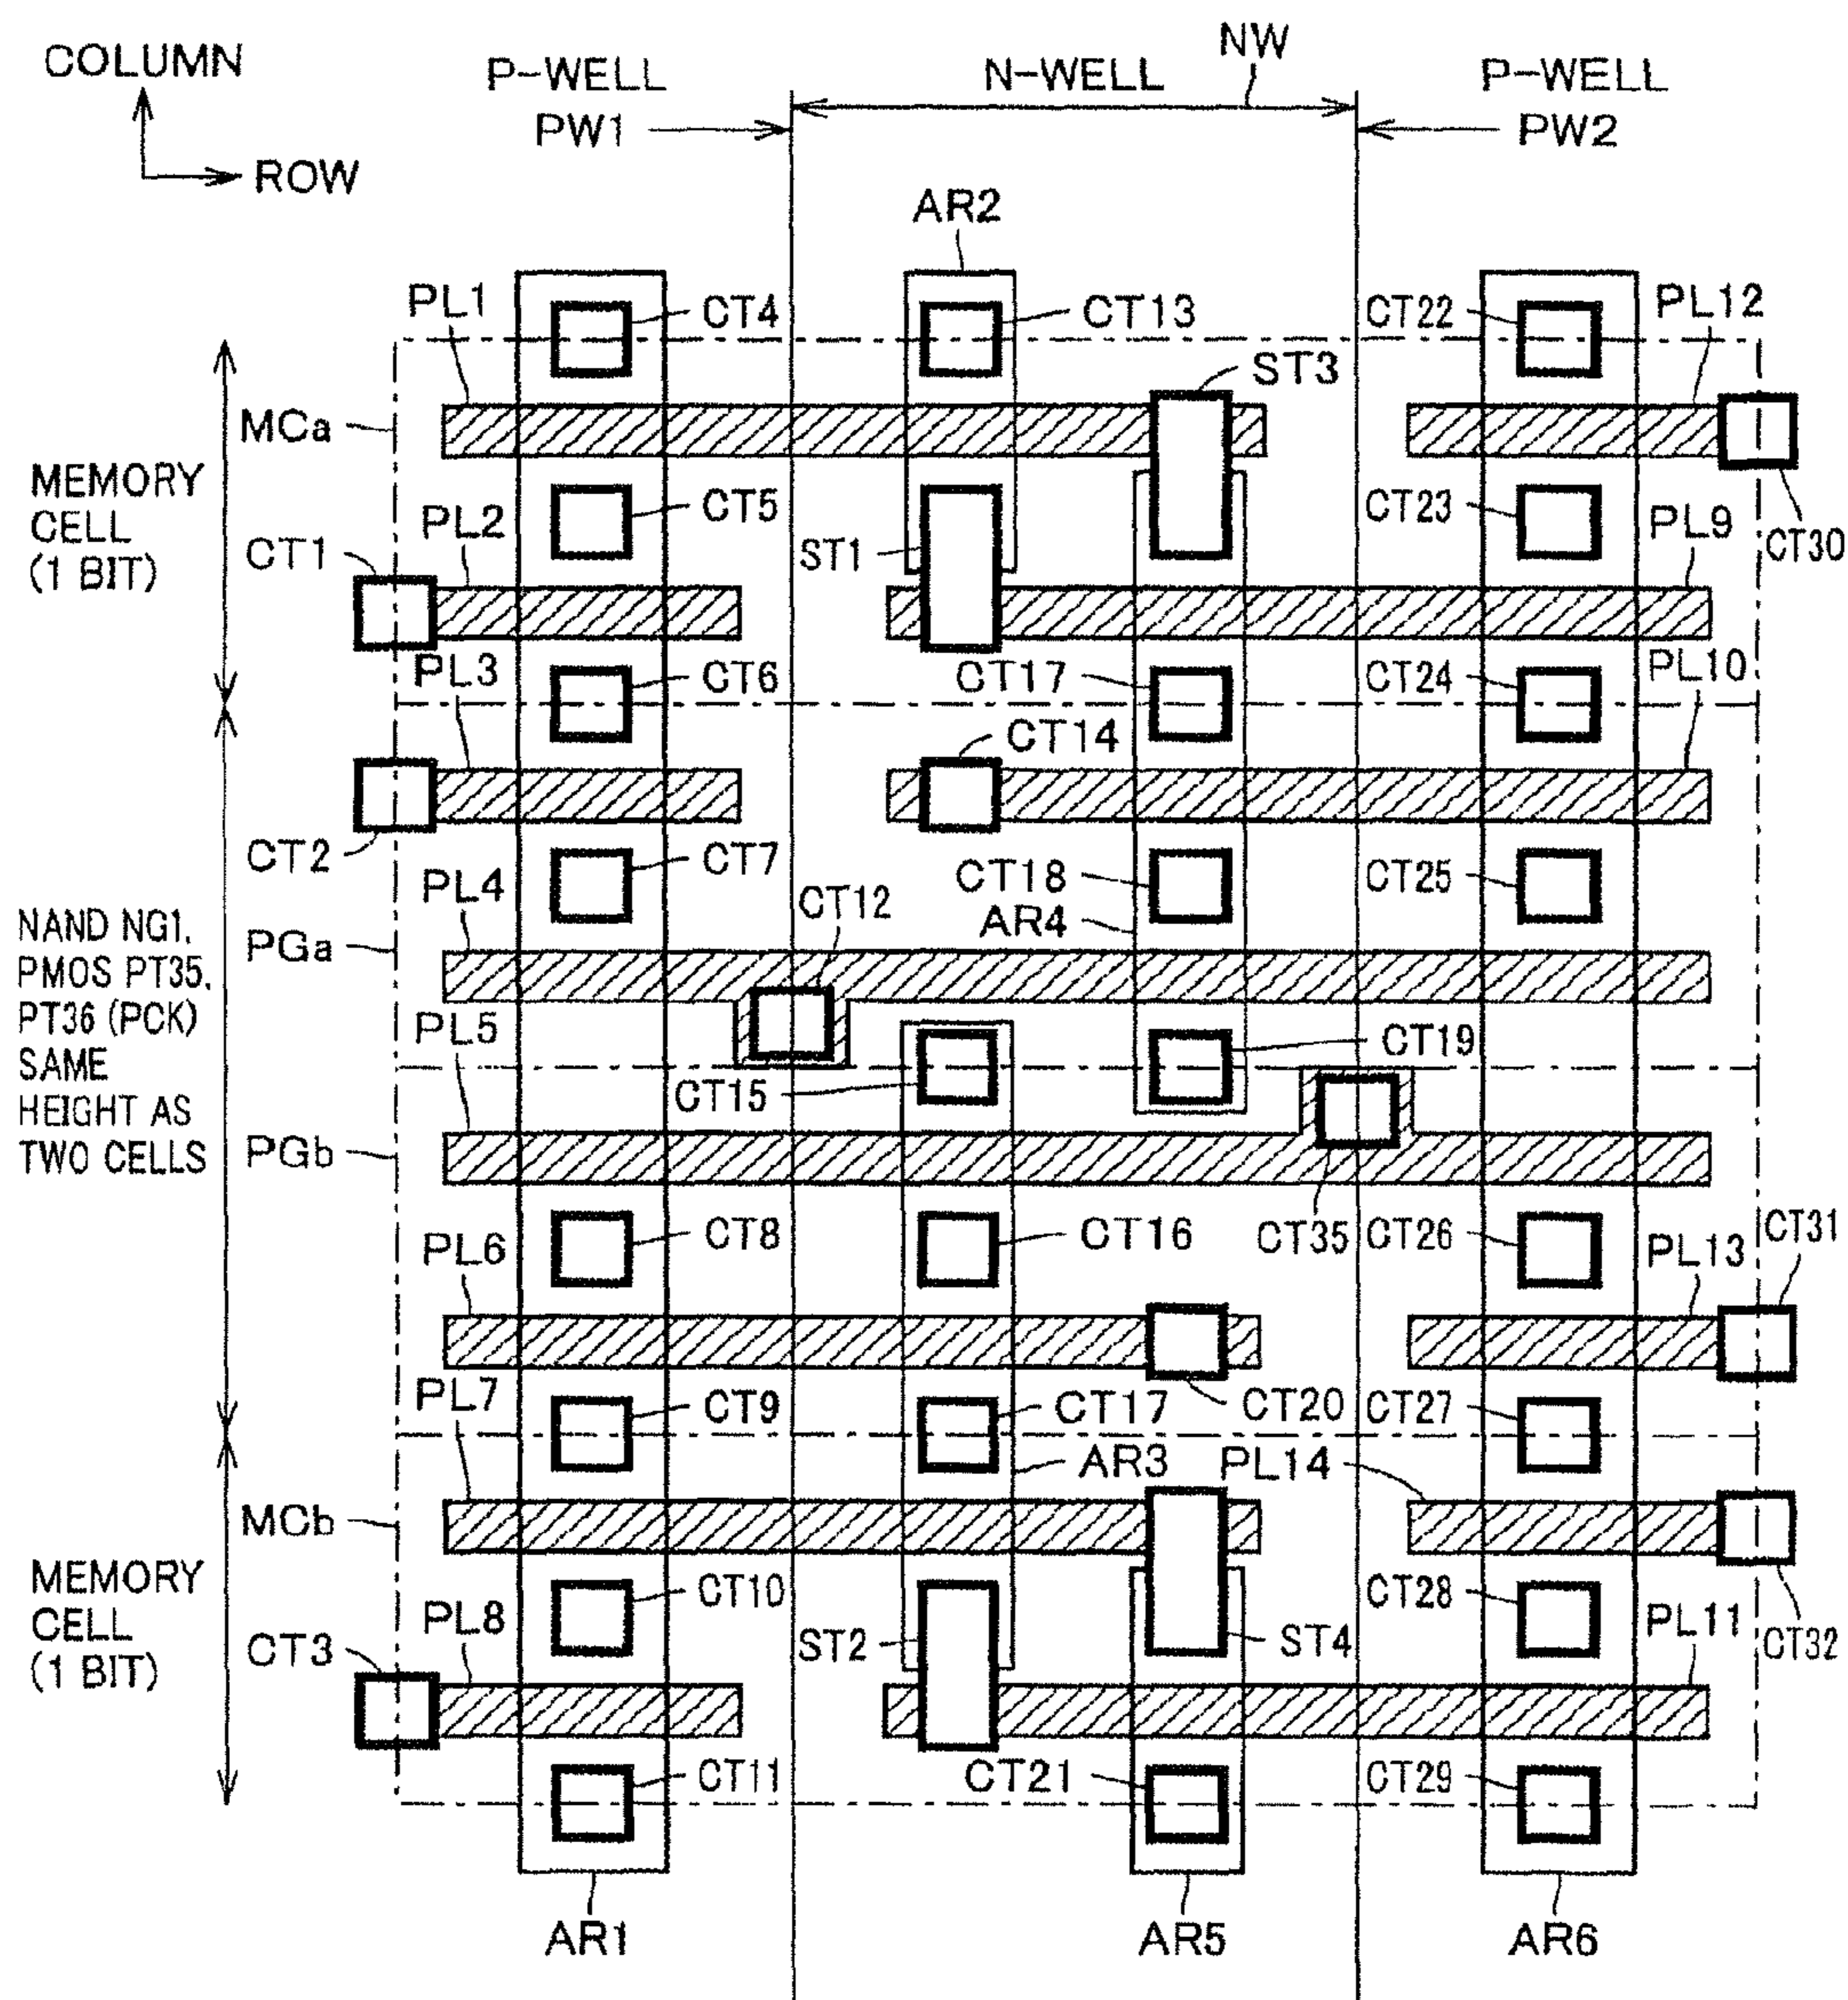 COLUMN
ROW
P-WELL
PW1
N-WELL
NW
P-WELL
PW2
AR2
PL1
CT4
CT13
CT22
PL12
MCa
ST3
MEMORY
CELL
(1 BIT)
CT1
PL2
CT5
ST1
CT23
PL9
CT30
PL3
CT6
CT17
CT24
PL10
CT14
CT2
CT7
CT18
CT25
PL4
CT12
AR4
NAND NG1,
PMOS PT35,
PT36 (PCK)
SAME
HEIGHT AS
TWO CELLS
PGa
PL5
CT19
CT15
PGb
CT8
CT16
CT35
CT26
CT31
PL6
PL13
PL7
CT9
CT17
CT20
CT27
AR3
PL14
MCb
MEMORY
CELL
(1 BIT)
CT10
CT28
PL8
PL11
CT3
ST2
ST4
CT32
CT11
CT21
CT29
AR1
AR5
AR6